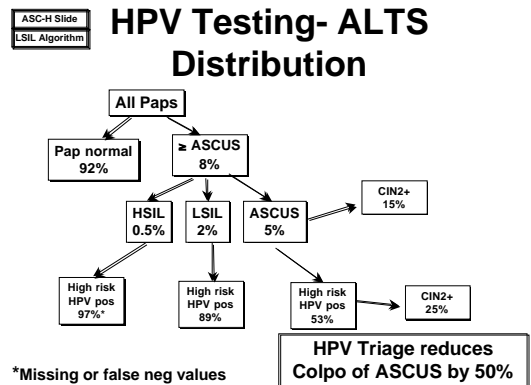 ASC-H Slide
LSIL Algorithm
HPV Testing- ALTS
Distribution
All Paps
Pap normal
92%
≥ ASCUS
8%
CIN2+
15%
HSIL
0.5%
LSIL
2%
ASCUS
5%
High risk
HPV pos
97%*
High risk
HPV pos
89%
High risk
HPV pos
53%
CIN2+
25%
*Missing or false neg values
HPV Triage reduces
Colpo of ASCUS by 50%